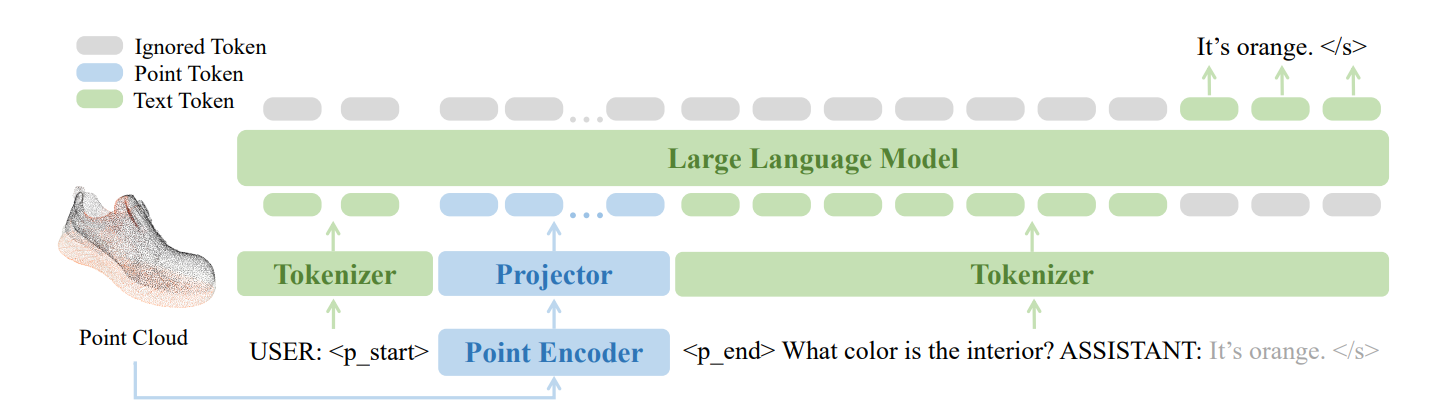 Ignored Token
Point Token
Text Token
It’s orange. </s>
Large Language Model
Tokenizer
Projector
Tokenizer
Point Cloud
USER: <p_start>
Point Encoder
<p_end> What color is the interior? ASSISTANT: It’s orange. </s>